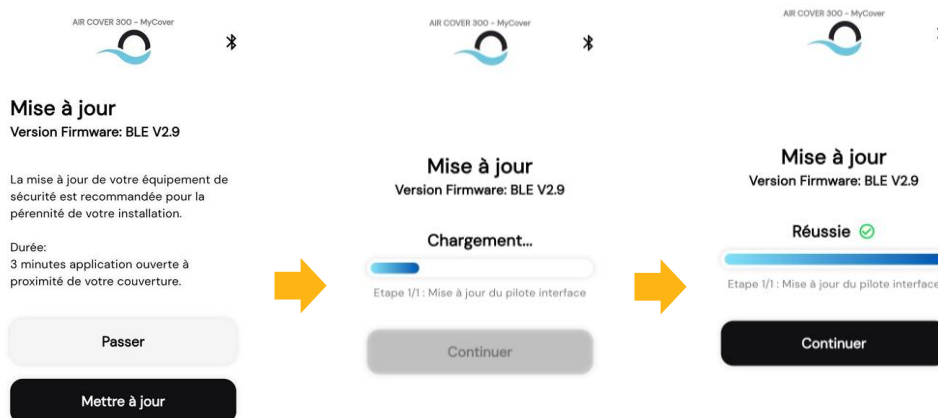 AIR COVER 300 - MyCover
Mise à jour
Version Firmware: BLE V2.9
La mise à jour de votre équipement de
sécurité est recommandée pour la
pérennité de votre installation.
Durée:
3 minutes application ouverte à
proximité de votre couverture.
Passer
Mettre à jour
AIR COVER 300 - MyCover
Mise à jour
Version Firmware: BLE V2.9
Chargement...
Etape 1/1 : Mise à jour du pilote interface
Continuer
AIR COVER 300 - MyCover
Mise à jour
Version Firmware: BLE V2.9
Réussie
Etape 1/1 : Mise à jour du pilote interface
Continuer